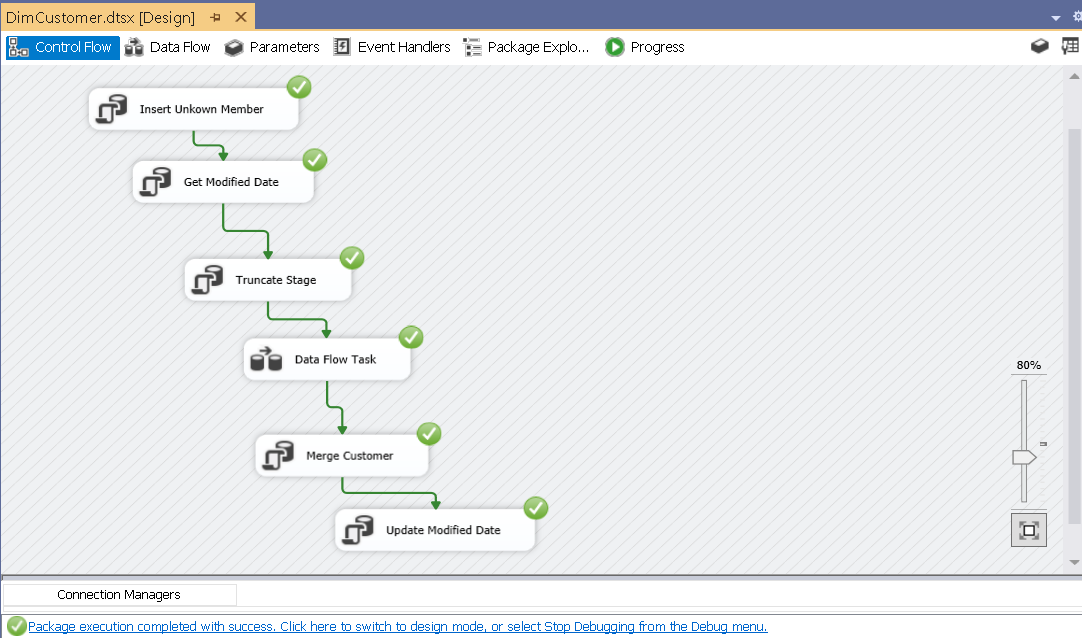 DimCustomer.dtsx [Design]
Control Flow Data Flow Parameters Event Handlers Package Explo... Progress
Insert Unkown Member
Get Modified Date
Truncate Stage
Data Flow Task
80%
Merge Customer
Update Modified Date
Connection Managers
Package execution completed with success. Click here to switch to design mode, or select Stop Debugging from the Debug menu.